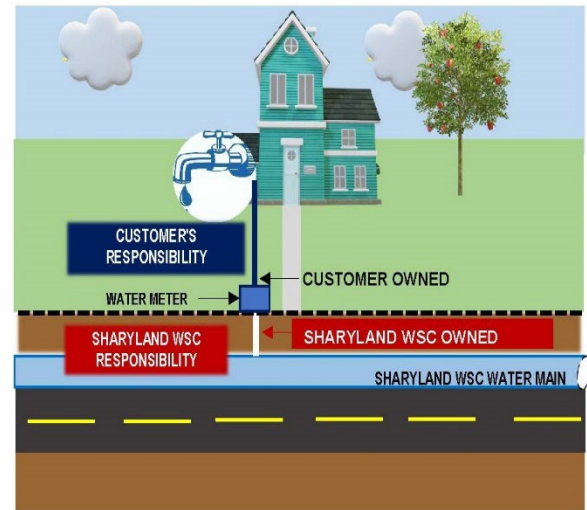 CUSTOMER'S
RESPONSIBILITY
CUSTOMER OWNED
WATER METER
SHARYLAND WSC
RESPONSIBILITY
SHARYLAND WSC OWNED
SHARYLAND WSC WATER MAIN